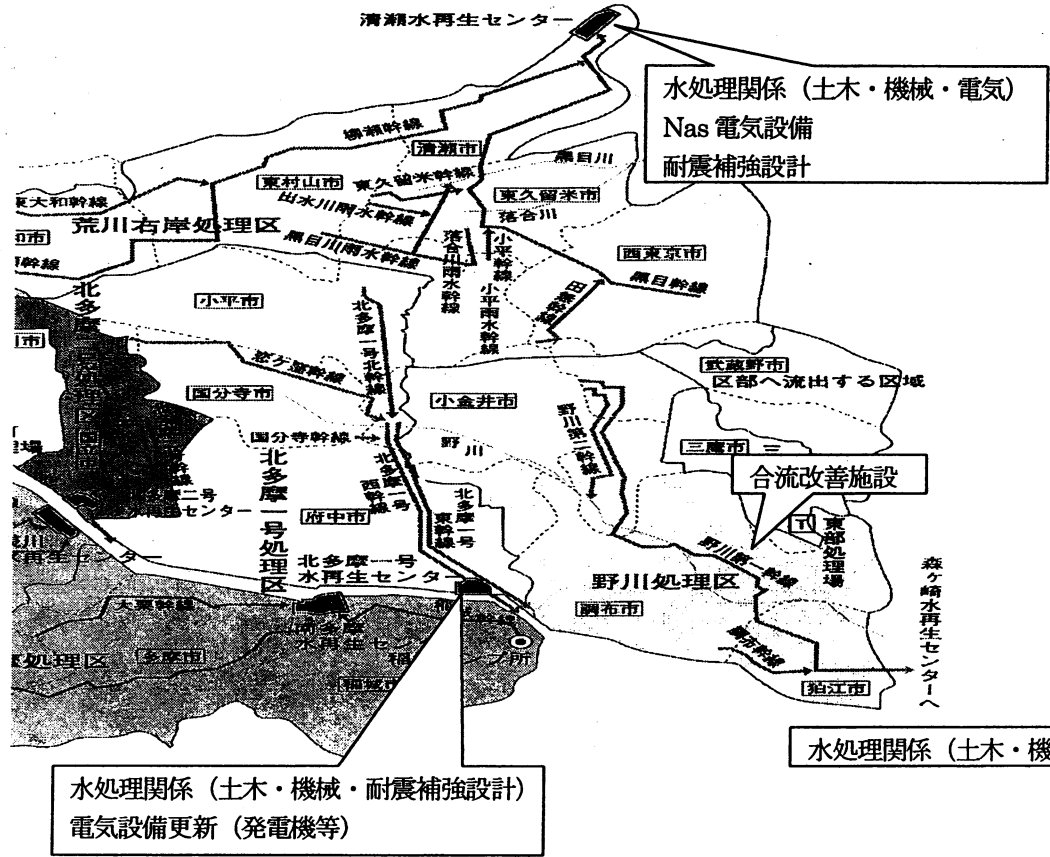 清瀬水再生センター
水処理関係（土木・機械・電気）
Nas 電気設備
耐震補強設計
柳瀬幹線
清瀬市
黒目川
東村山市
東久留米幹線
東久留米市
東大和幹線
出水川雨水幹線
落合川
荒川右岸処理区
黒目川雨水幹線
落合川雨水幹線
小平幹線
小平雨水幹線
西東京市
黒目幹線
田無幹線
小平市
北多摩一号北幹線
恋ケ窪幹線
武蔵野市
区部へ流出する区域
国分寺市
小金井市
野川第二幹線
国分寺幹線
野川
三鷹市
合流改善施設
北多摩一号処理区
北多摩一号西幹線
北多摩一号東幹線
府中市
東部処理場
野川第一幹線
北多摩一号
水再生センター
野川処理区
調布市
森ヶ崎水再生センターへ
大栗幹線
南多摩
水再生セン
多摩市
処理区
稲城市
プ所
調布幹線
狛江市
水処理関係（土木・機
水処理関係（土木・機械・耐震補強設計）
電気設備更新（発電機等）